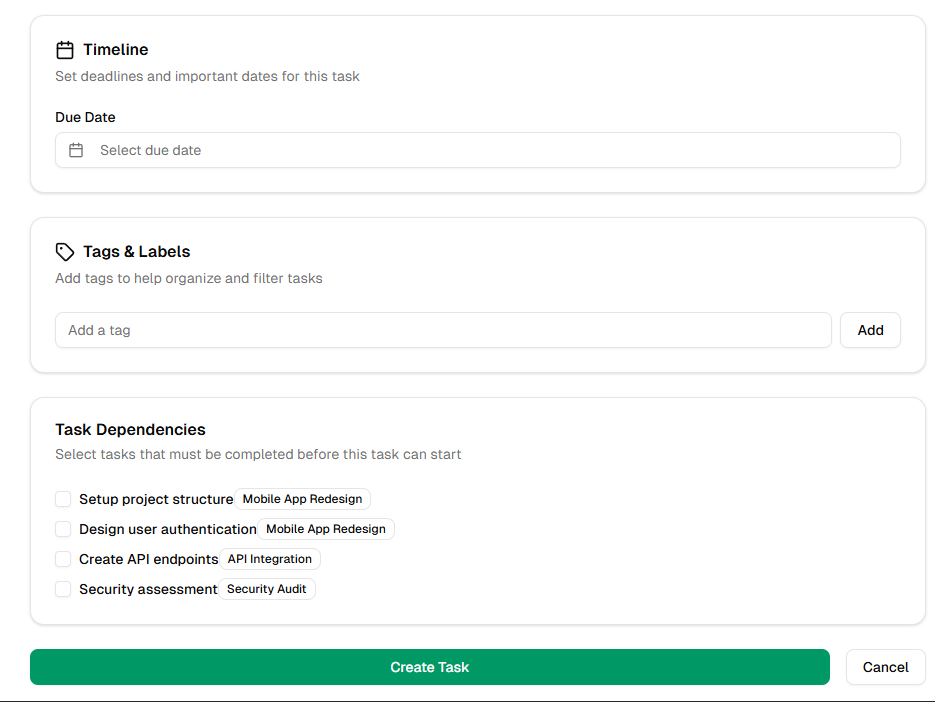 Timeline
Set deadlines and important dates for this task
Due Date
Select due date
Tags & Labels
Add tags to help organize and filter tasks
Add a tag
Add
Task Dependencies
Select tasks that must be completed before this task can start
Setup project structure Mobile App Redesign
Design user authentication Mobile App Redesign
Create API endpoints API Integration
Security assessment Security Audit
Create Task
Cancel